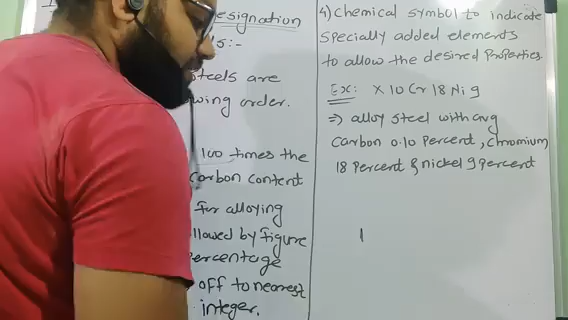 esignation
ls:-
steels are
wing order.
100 times the
carbon content
for alloying
llowed by figure
ercentage
off to nearest
integer.
4) Chemical symbol to indicate
specially added elements
to allow the desired Properties.
Ex: X 10 Cr 18 Ni 9
⇒ alloy steel with avg
Carbon 0.10 Percent, chromium
18 Percent & nickel 9 percent